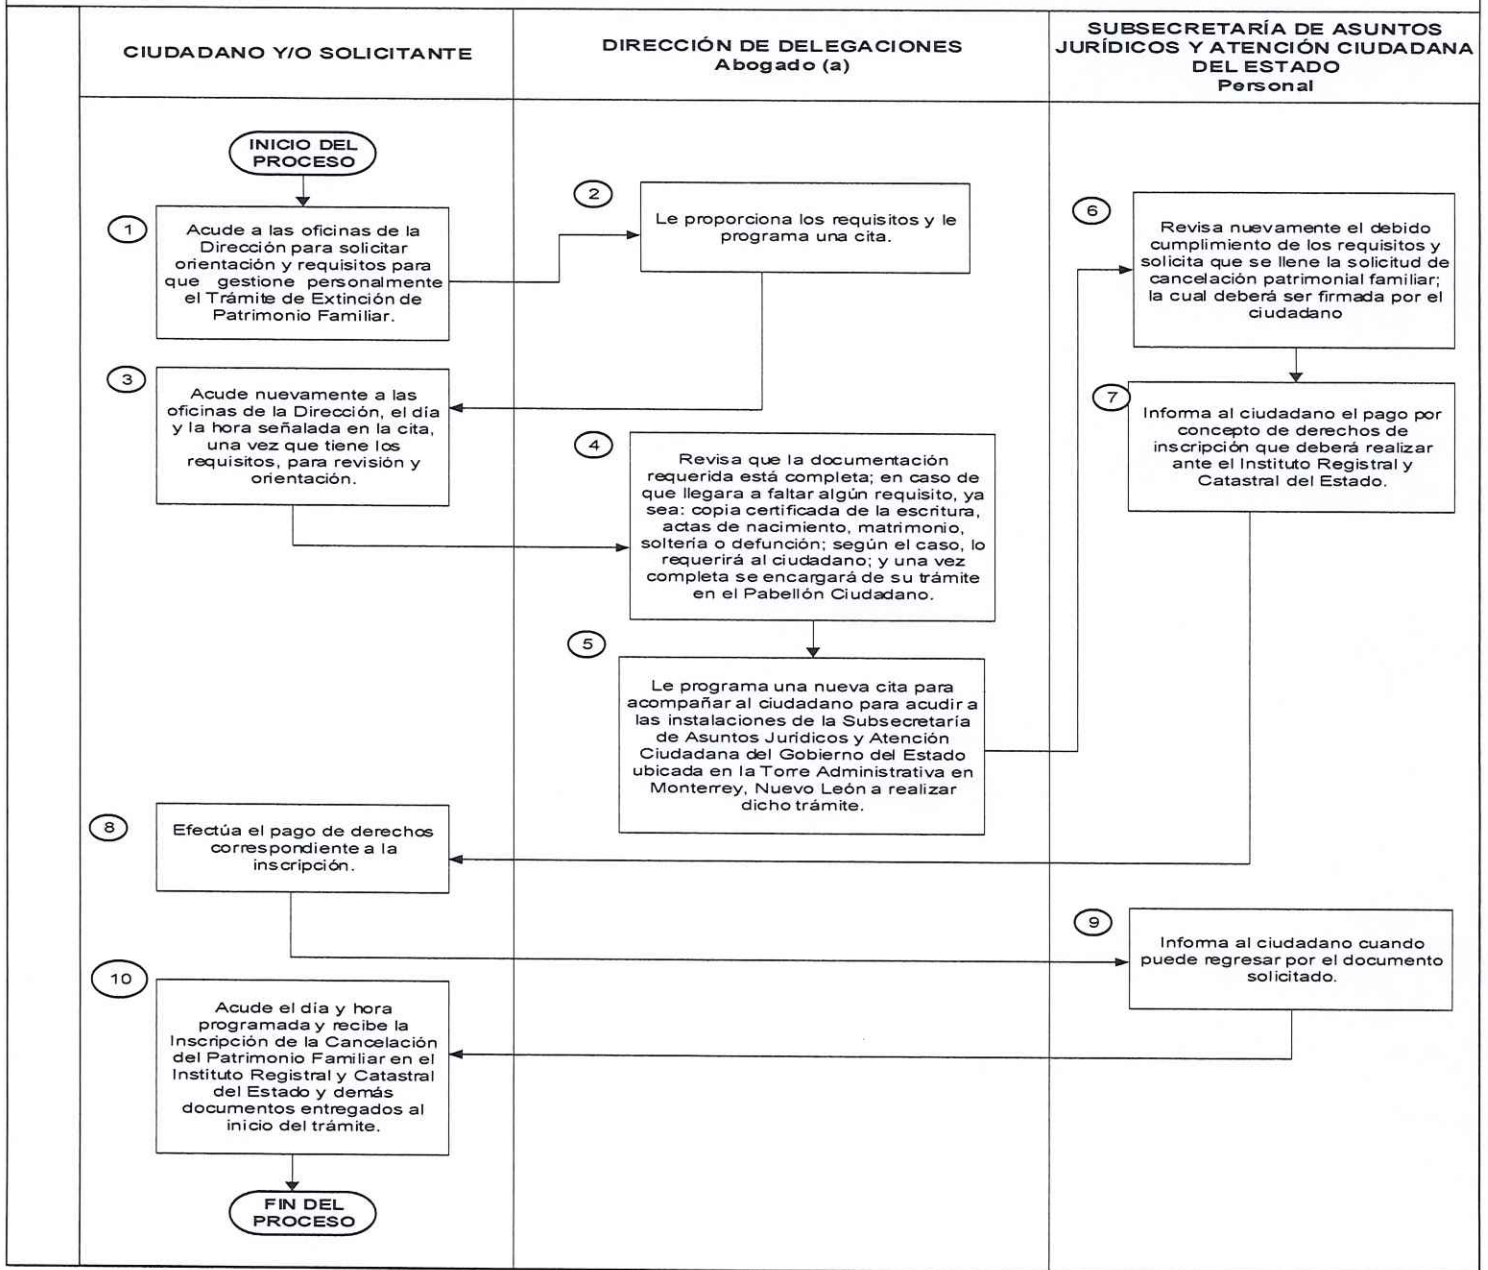 CIUDADANO Y/O SOLICITANTE
DIRECCIÓN DE DELEGACIONES
Abogado (a)
SUBSECRETARÍA DE ASUNTOS
JURÍDICOS Y ATENCIÓN CIUDADANA
DEL ESTADO
Personal
INICIO DEL
PROCESO
1
Acude a las oficinas de la
Dirección para solicitar
orientación y requisitos para
que gestione personalmente
el Trámite de Extinción de
Patrimonio Familiar.
2
Le proporciona los requisitos y le
programa una cita.
3
Acude nuevamente a las
oficinas de la Dirección, el día
y la hora señalada en la cita,
una vez que tiene los
requisitos, para revisión y
orientación.
4
Revisa que la documentación
requerida está completa; en caso de
que llegara a faltar algún requisito, ya
sea: copia certificada de la escritura,
actas de nacimiento, matrimonio,
soltería o defunción; según el caso, lo
requerirá al ciudadano; y una vez
completa se encargará de su trámite
en el Pabellón Ciudadano.
5
Le programa una nueva cita para
acompañar al ciudadano para acudir a
las instalaciones de la Subsecretaría
de Asuntos Jurídicos y Atención
Ciudadana del Gobierno del Estado
ubicada en la Torre Administrativa en
Monterrey, Nuevo León a realizar
dicho trámite.
6
Revisa nuevamente el debido
cumplimiento de los requisitos y
solicita que se llene la solicitud de
cancelación patrimonial familiar;
la cual deberá ser firmada por el
ciudadano
7
Informa al ciudadano el pago por
concepto de derechos de
inscripción que deberá realizar
ante el Instituto Registral y
Catastral del Estado.
8
Efectúa el pago de derechos
correspondiente a la
inscripción.
9
Informa al ciudadano cuando
puede regresar por el documento
solicitado.
10
Acude el día y hora
programada y recibe la
Inscripción de la Cancelación
del Patrimonio Familiar en el
Instituto Registral y Catastral
del Estado y demás
documentos entregados al
inicio del trámite.
FIN DEL
PROCESO